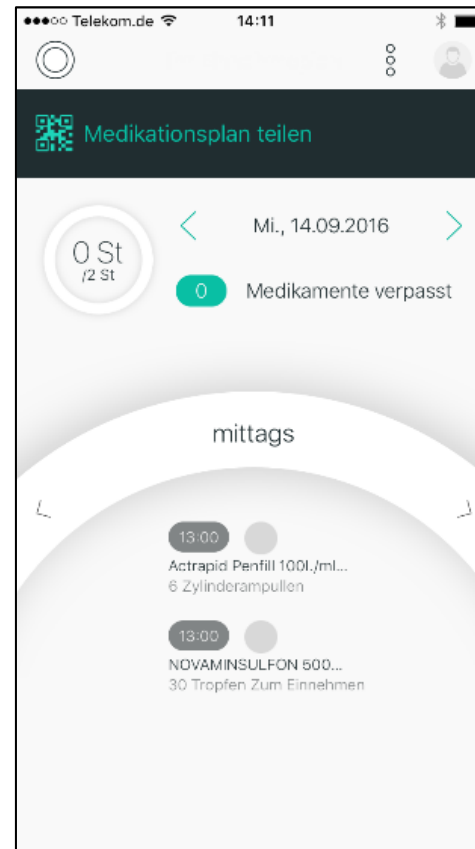 Telekom.de 14:11
Medikationsplan teilen
Mi., 14.09.2016
0 St
/2 St
0 Medikamente verpasst
mittags
13:00
Actrapid Penfill 100I./ml...
6 Zylinderampullen
13:00
NOVAMINSULFON 500...
30 Tropfen Zum Einnehmen